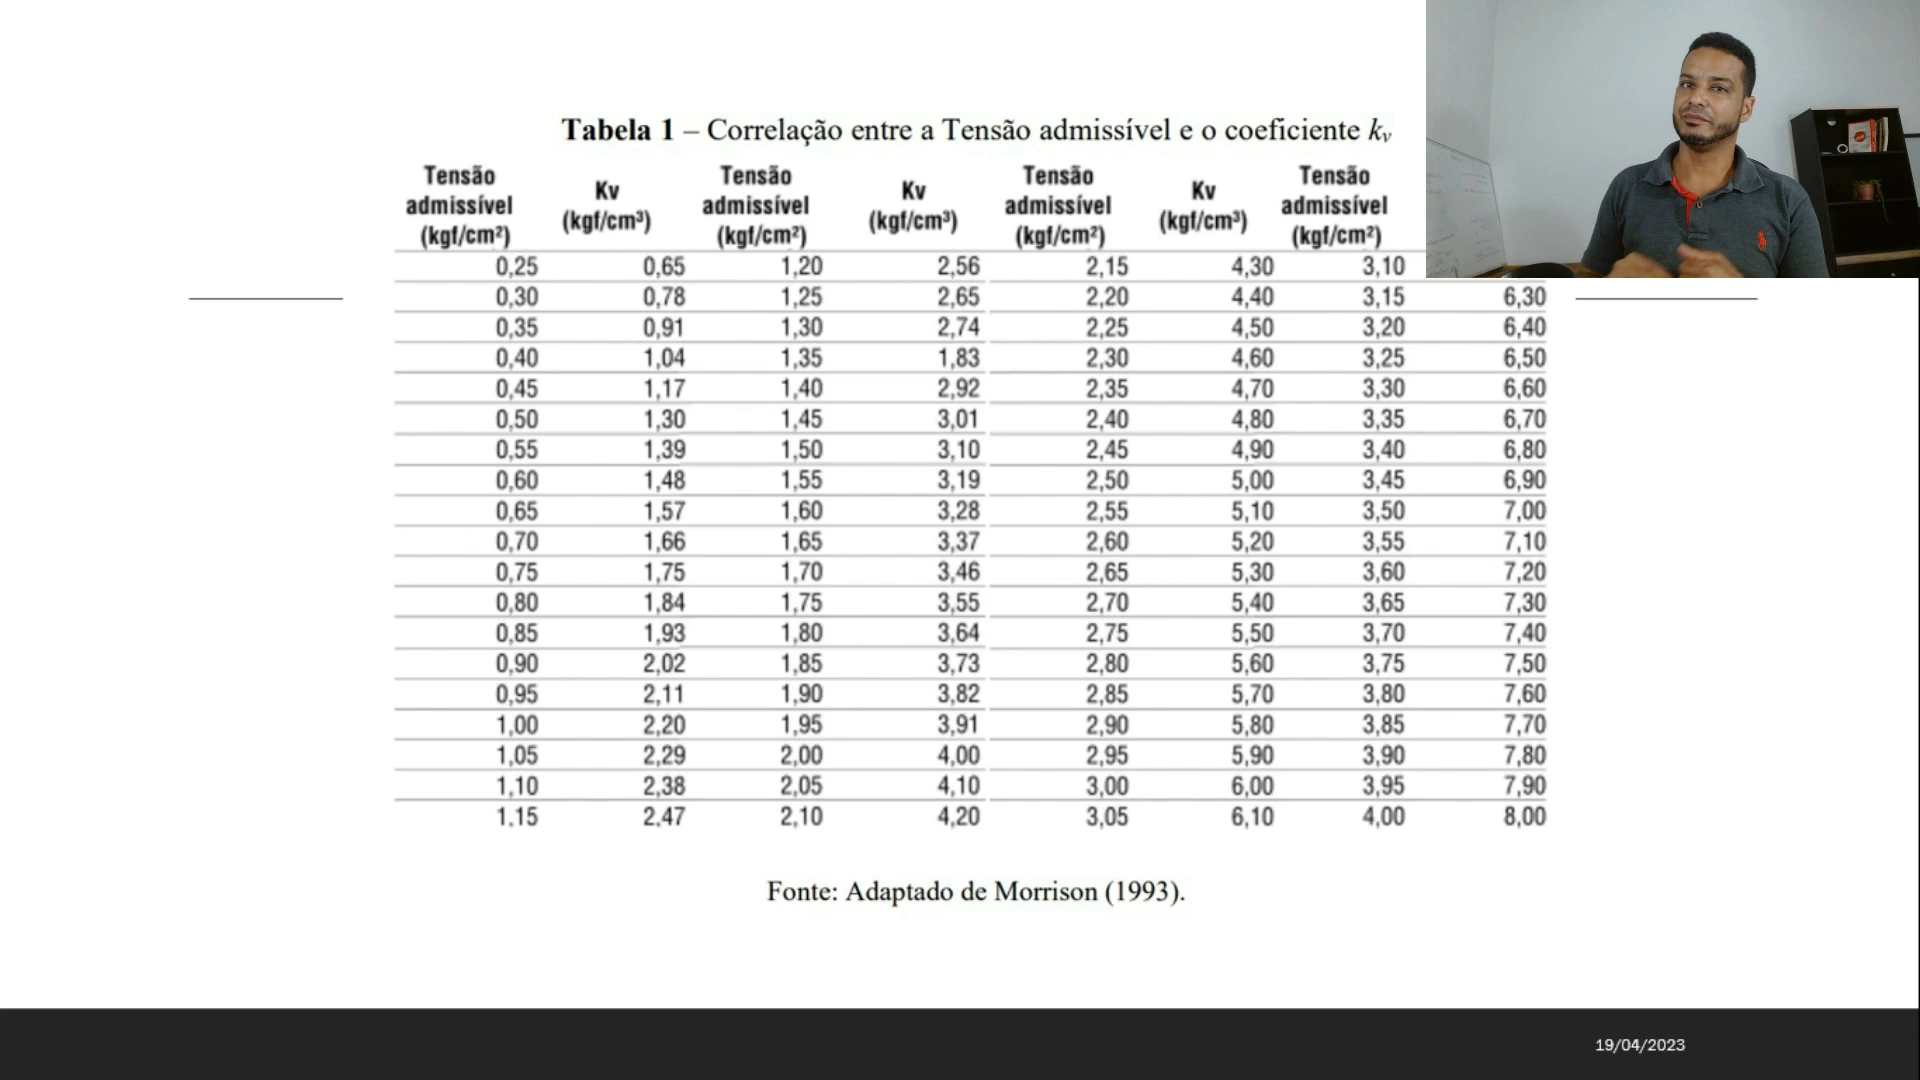 Tabela 1 – Correlação entre a Tensão admissível e o coeficiente kv
Tensão admissível (kgf/cm²) Kv (kgf/cm³) Tensão admissível (kgf/cm²) Kv (kgf/cm³) Tensão admissível (kgf/cm²) Kv (kgf/cm³) Tensão admissível (kgf/cm²)
0,25 0,65 1,20 2,56 2,15 4,30 3,10
0,30 0,78 1,25 2,65 2,20 4,40 3,15 6,30
0,35 0,91 1,30 2,74 2,25 4,50 3,20 6,40
0,40 1,04 1,35 1,83 2,30 4,60 3,25 6,50
0,45 1,17 1,40 2,92 2,35 4,70 3,30 6,60
0,50 1,30 1,45 3,01 2,40 4,80 3,35 6,70
0,55 1,39 1,50 3,10 2,45 4,90 3,40 6,80
0,60 1,48 1,55 3,19 2,50 5,00 3,45 6,90
0,65 1,57 1,60 3,28 2,55 5,10 3,50 7,00
0,70 1,66 1,65 3,37 2,60 5,20 3,55 7,10
0,75 1,75 1,70 3,46 2,65 5,30 3,60 7,20
0,80 1,84 1,75 3,55 2,70 5,40 3,65 7,30
0,85 1,93 1,80 3,64 2,75 5,50 3,70 7,40
0,90 2,02 1,85 3,73 2,80 5,60 3,75 7,50
0,95 2,11 1,90 3,82 2,85 5,70 3,80 7,60
1,00 2,20 1,95 3,91 2,90 5,80 3,85 7,70
1,05 2,29 2,00 4,00 2,95 5,90 3,90 7,80
1,10 2,38 2,05 4,10 3,00 6,00 3,95 7,90
1.15 2,47 2,10 4,20 3,05 6,10 4,00 8,00
Fonte: Adaptado de Morrison (1993).
19/04/2023